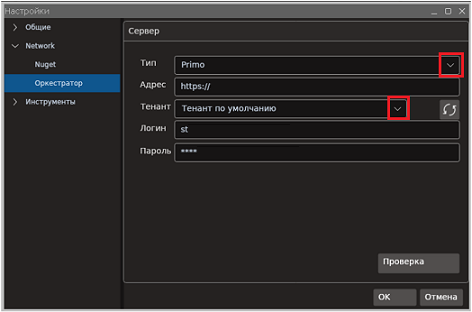 Настройки
Общие
Network
Nuget
Оркестратор
Инструменты
Сервер
Тип Primo
Адрес https://
Тенант Тенант по умолчанию
Логин st
Пароль ****
Проверка
OK Отмена